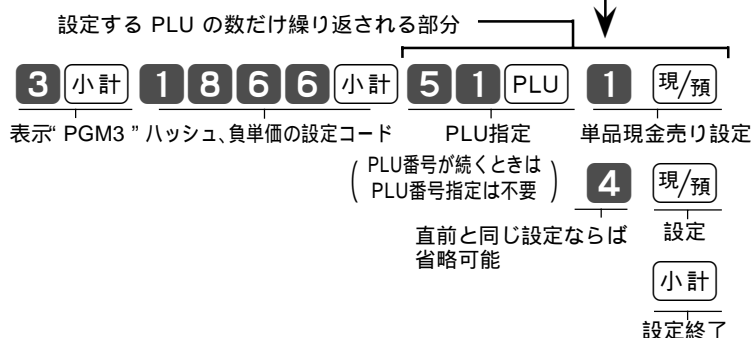 設定する PLU の数だけ繰り返される部分
3 小計 1 8 6 6 小計 5 1 PLU 1 現/預
表示“ PGM3 ” ハッシュ、負単価の設定コード PLU指定 単品現金売り設定
( PLU番号が続くときは
PLU番号指定は不要 ) 4 現/預
直前と同じ設定ならば 設定
省略可能
小計
設定終了